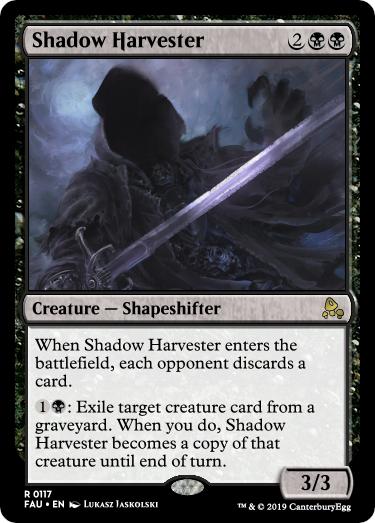 Shadow Harvester 2
Creature — Shapeshifter
When Shadow Harvester enters the
battlefield, each opponent discards a
card.
1 : Exile target creature card from a
graveyard. When you do, Shadow
Harvester becomes a copy of that
creature until end of turn.
3/3
R 0117
FAU • EN Lukasz Jaskolski
™ & © 2019 CanterburyEgg